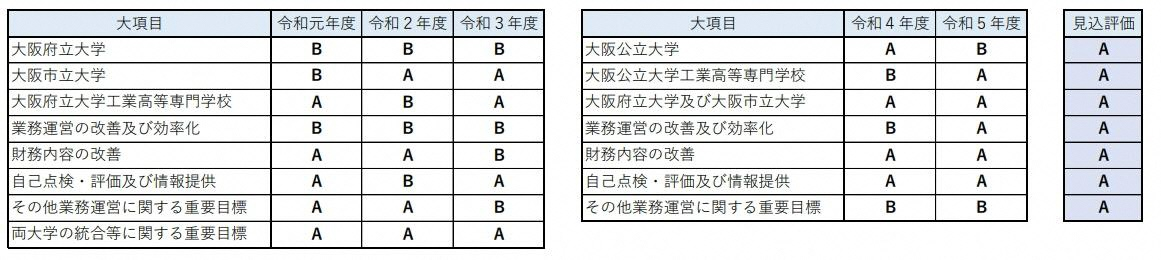 大項目 令和元年度 令和２年度 令和３年度
大阪府立大学 B B B
大阪市立大学 B A A
大阪府立大学工業高等専門学校 A B A
業務運営の改善及び効率化 B B B
財務内容の改善 A A B
自己点検・評価及び情報提供 A B A
その他業務運営に関する重要目標 A A B
両大学の統合等に関する重要目標 A A A
大項目 令和４年度 令和５年度
大阪公立大学 A B
大阪公立大学工業高等専門学校 B A
大阪府立大学及び大阪市立大学 A A
業務運営の改善及び効率化 B A
財務内容の改善 A A
自己点検・評価及び情報提供 A A
その他業務運営に関する重要目標 B B
見込評価
A
A
A
A
A
A
A